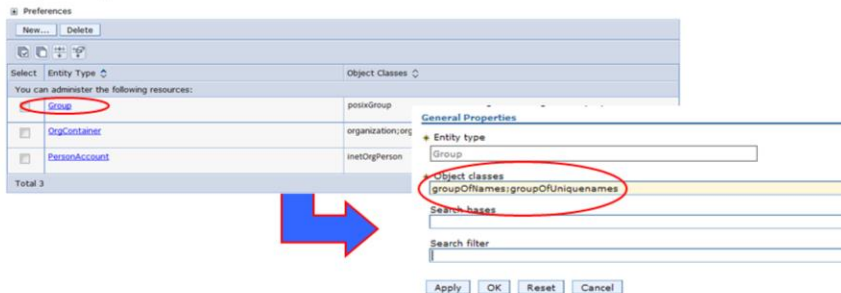 Preferences
New... Delete
Select Entity Type Object Classes
You can administer the following resources:
Group posixGroup
OrgContainer organization;org
PersonAccount inetOrgPerson
Total 3
General Properties
Entity type
Group
Object classes
groupOfNames;groupOfUniquenames
Search bases
Search filter
Apply OK Reset Cancel